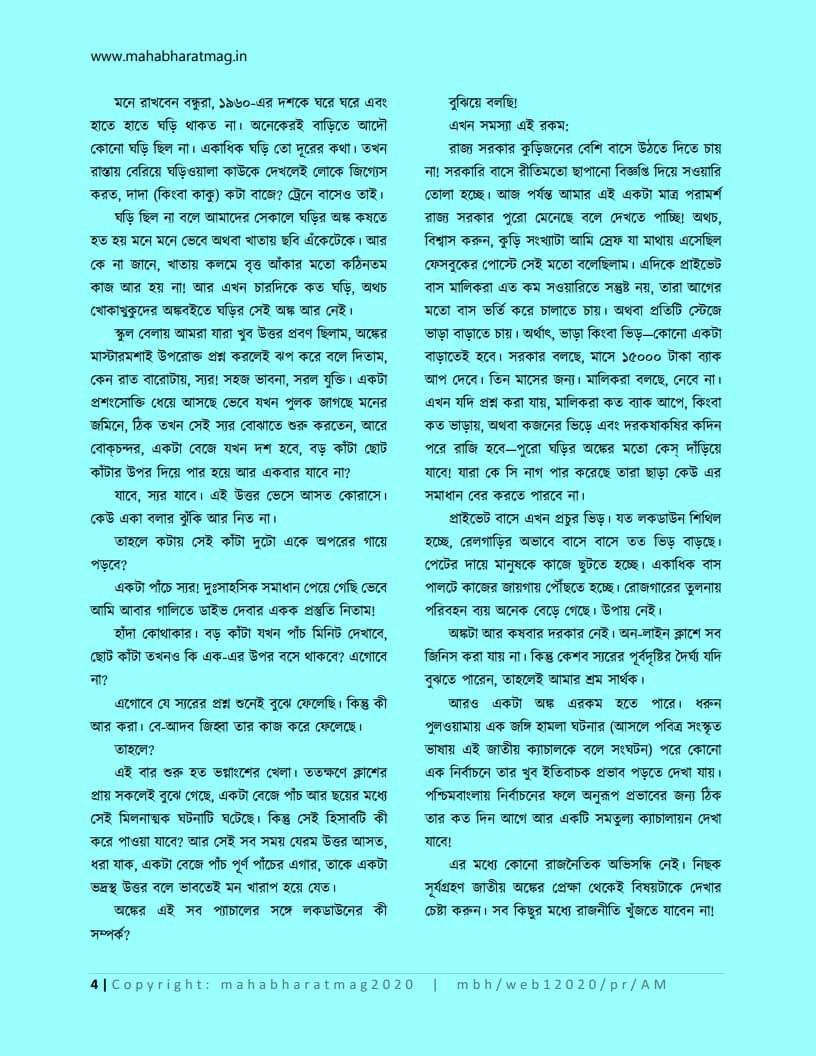 www.mahabharatmag.in
মনে রাখবেন বন্ধুরা, ১৯৬০-এর দশকে ঘরে ঘরে এবং
হাতে হাতে ঘড়ি থাকত না। অনেকেরই বাড়িতে আদৌ
কোনো ঘড়ি ছিল না। একাধিক ঘড়ি তো দূরের কথা। তখন
রাস্তায় বেরিয়ে ঘড়িওয়ালা কাউকে দেখলেই লোকে জিগ্যেস
করত, দাদা (কিংবা কাকু) কটা বাজে? ট্রেনে বাসেও তাই।
ঘড়ি ছিল না বলে আমাদের সেকালে ঘড়ির অঙ্ক কষতে
হত হয় মনে মনে ভেবে অথবা খাতায় ছবি এঁকেটেকে। আর
কে না জানে, খাতায় কলমে বৃত্ত আঁকার মতো কঠিনতম
কাজ আর হয় না! আর এখন চারদিকে কত ঘড়ি, অথচ
খোকাখুকুদের অঙ্কবইতে ঘড়ির সেই অঙ্ক আর নেই।
স্কুল বেলায় আমরা যারা খুব উত্তর প্রবণ ছিলাম, অঙ্কের
মাস্টারমশাই উপরোক্ত প্রশ্ন করলেই ঝপ করে বলে দিতাম,
কেন রাত বারোটায়, স্যর! সহজ ভাবনা, সরল যুক্তি। একটা
প্রশংসোক্তি ধেয়ে আসছে ভেবে যখন পুলক জাগছে মনের
জমিনে, ঠিক তখন সেই স্যর বোঝাতে শুরু করতেন, আরে
বোক্‌চন্দর, একটা বেজে যখন দশ হবে, বড় কাঁটা ছোট
কাঁটার উপর দিয়ে পার হয়ে আর একবার যাবে না?
যাবে, স্যর যাবে। এই উত্তর ভেসে আসত কোরাসে।
কেউ একা বলার ঝুঁকি আর নিত না।
তাহলে কটায় সেই কাঁটা দুটো একে অপরের গায়ে
পড়বে?
একটা পাঁচে স্যর! দুঃসাহসিক সমাধান পেয়ে গেছি ভেবে
আমি আবার গালিতে ডাইভ দেবার একক প্রস্তুতি নিতাম!
হাঁদা কোথাকার। বড় কাঁটা যখন পাঁচ মিনিট দেখাবে,
ছোট কাঁটা তখনও কি এক-এর উপর বসে থাকবে? এগোবে
না?
এগোবে যে স্যরের প্রশ্ন শুনেই বুঝে ফেলেছি। কিন্তু কী
আর করা। বে-আদব জিহ্বা তার কাজ করে ফেলেছে।
তাহলে?
এই বার শুরু হত ভগ্নাংশের খেলা। ততক্ষণে ক্লাশের
প্রায় সকলেই বুঝে গেছে, একটা বেজে পাঁচ আর ছয়ের মধ্যে
সেই মিলনাত্মক ঘটনাটি ঘটেছে। কিন্তু সেই হিসাবটি কী
করে পাওয়া যাবে? আর সেই সব সময় যেরম উত্তর আসত,
ধরা যাক, একটা বেজে পাঁচ পূর্ণ পাঁচের এগার, তাকে একটা
ভদ্রস্থ উত্তর বলে ভাবতেই মন খারাপ হয়ে যেত।
অঙ্কের এই সব প্যাচালের সঙ্গে লকডাউনের কী
সম্পর্ক?
বুঝিয়ে বলছি!
এখন সমস্যা এই রকম:
রাজ্য সরকার কুড়িজনের বেশি বাসে উঠতে দিতে চায়
না! সরকারি বাসে রীতিমতো ছাপানো বিজ্ঞপ্তি দিয়ে সওয়ারি
তোলা হচ্ছে। আজ পর্যন্ত আমার এই একটা মাত্র পরামর্শ
রাজ্য সরকার পুরো মেনেছে বলে দেখতে পাচ্ছি! অথচ,
বিশ্বাস করুন, কুড়ি সংখ্যাটা আমি স্রেফ যা মাথায় এসেছিল
ফেসবুকের পোস্টে সেই মতো বলেছিলাম। এদিকে প্রাইভেট
বাস মালিকরা এত কম সওয়ারিতে সন্তুষ্ট নয়, তারা আগের
মতো বাস ভর্তি করে চালাতে চায়। অথবা প্রতিটি স্টেজে
ভাড়া বাড়াতে চায়। অর্থাৎ, ভাড়া কিংবা ভিড়—কোনো একটা
বাড়াতেই হবে। সরকার বলছে, মাসে ১৫০০০ টাকা ব্যাক
আপ দেবে। তিন মাসের জন্য। মালিকরা বলছে, নেবে না।
এখন যদি প্রশ্ন করা যায়, মালিকরা কত ব্যাক আপে, কিংবা
কত ভাড়ায়, অথবা কজনের ভিড়ে এবং দরকষাকষির কদিন
পরে রাজি হবে—পুরো ঘড়ির অঙ্কের মতো কেস্‌ দাঁড়িয়ে
যাবে! যারা কে সি নাগ পার করেছে তারা ছাড়া কেউ এর
সমাধান বের করতে পারবে না।
প্রাইভেট বাসে এখন প্রচুর ভিড়। যত লকডাউন শিথিল
হচ্ছে, রেলগাড়ির অভাবে বাসে বাসে তত ভিড় বাড়ছে।
পেটের দায়ে মানুষকে কাজে ছুটতে হচ্ছে। একাধিক বাস
পালটে কাজের জায়গায় পৌঁছতে হচ্ছে। রোজগারের তুলনায়
পরিবহন ব্যয় অনেক বেড়ে গেছে। উপায় নেই।
অঙ্কটা আর কষবার দরকার নেই। অন-লাইন ক্লাশে সব
জিনিস করা যায় না। কিন্তু কেশব স্যরের পূর্বদৃষ্টির দৈর্ঘ্য যদি
বুঝতে পারেন, তাহলেই আমার শ্রম সার্থক।
আরও একটা অঙ্ক এরকম হতে পারে। ধরুন
পুলওয়ামায় এক জঙ্গি হামলা ঘটনার (আসলে পবিত্র সংস্কৃত
ভাষায় এই জাতীয় ক্যাচালকে বলে সংঘটন) পরে কোনো
এক নির্বাচনে তার খুব ইতিবাচক প্রভাব পড়তে দেখা যায়।
পশ্চিমবাংলায় নির্বাচনের ফলে অনুরূপ প্রভাবের জন্য ঠিক
তার কত দিন আগে আর একটি সমতুল্য ক্যাচালায়ন দেখা
যাবে!
এর মধ্যে কোনো রাজনৈতিক অভিসন্ধি নেই। নিছক
সূর্যগ্রহণ জাতীয় অঙ্কের প্রেক্ষা থেকেই বিষয়টাকে দেখার
চেষ্টা করুন। সব কিছুর মধ্যে রাজনীতি খুঁজতে যাবেন না!
4 | Copyright: mahabharatmag2020 | mbh/web12020/pr/AM